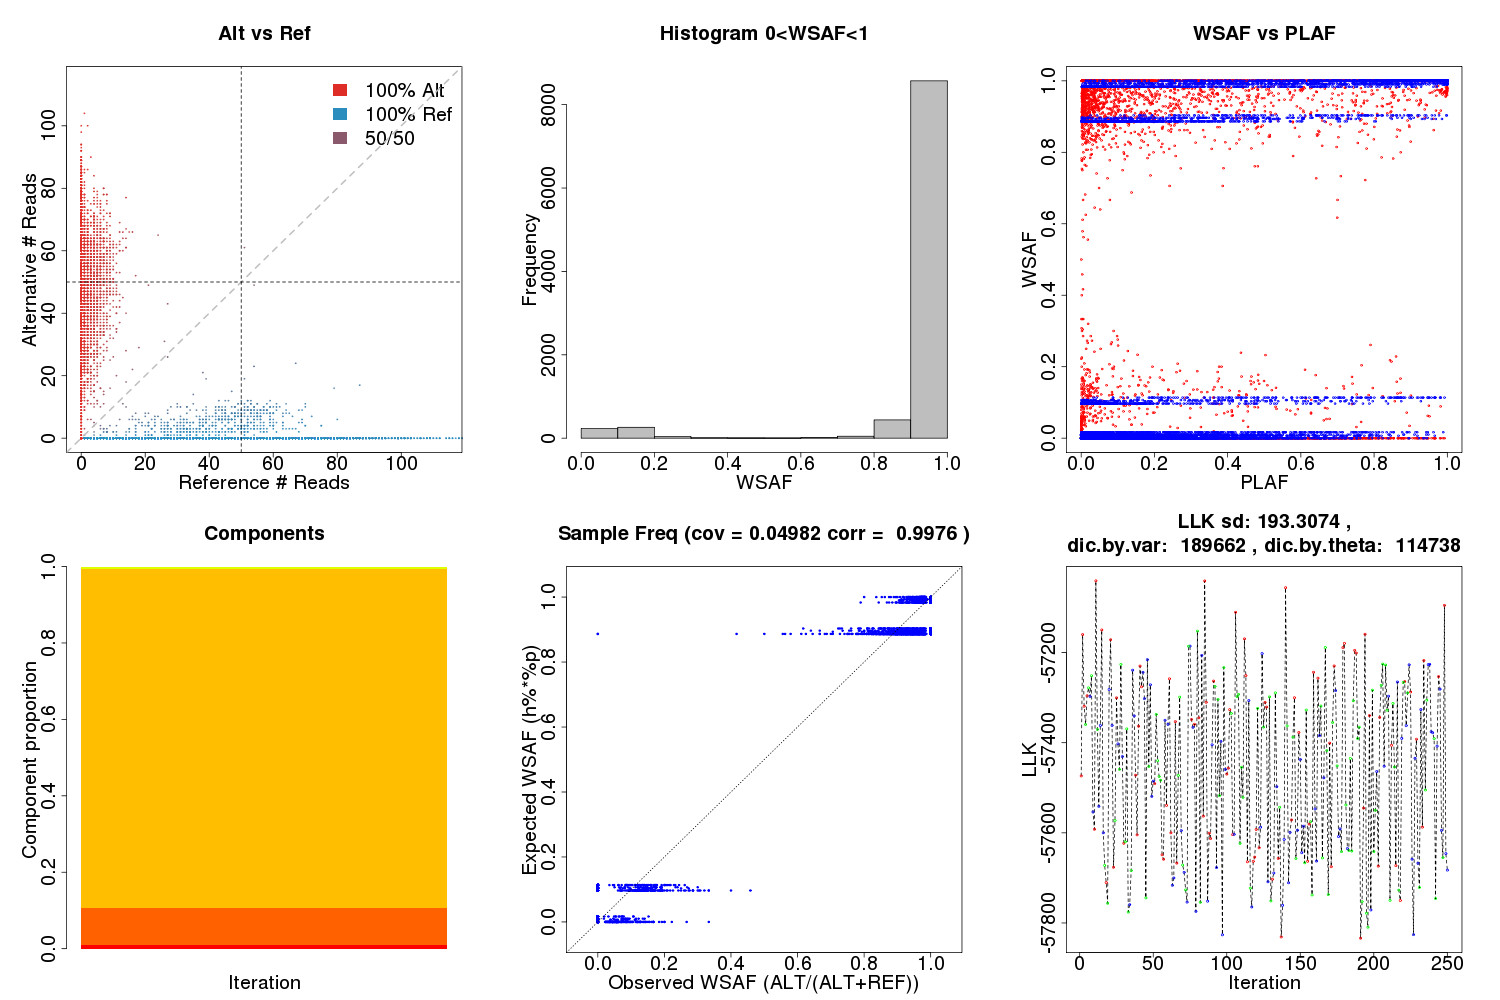 Alt vs Ref
100% Alt
100% Ref
50/50
Alternative # Reads
0 20 40 60 80 100
0 20 40 60 80 100
Reference # Reads
Histogram 0<WSAF<1
Frequency
0 2000 4000 6000 8000
0.0 0.2 0.4 0.6 0.8 1.0
WSAF
WSAF vs PLAF
WSAF
0.0 0.2 0.4 0.6 0.8 1.0
0.0 0.2 0.4 0.6 0.8 1.0
PLAF
Components
Component proportion
0.0 0.2 0.4 0.6 0.8 1.0
Iteration
Sample Freq (cov = 0.04982 corr = 0.9976 )
Expected WSAF (h%*%p)
0.0 0.2 0.4 0.6 0.8 1.0
0.0 0.2 0.4 0.6 0.8 1.0
Observed WSAF (ALT/(ALT+REF))
LLK sd: 193.3074 ,
dic.by.var: 189662 , dic.by.theta: 114738
LLK
-57800 -57600 -57400 -57200
0 50 100 150 200 250
Iteration